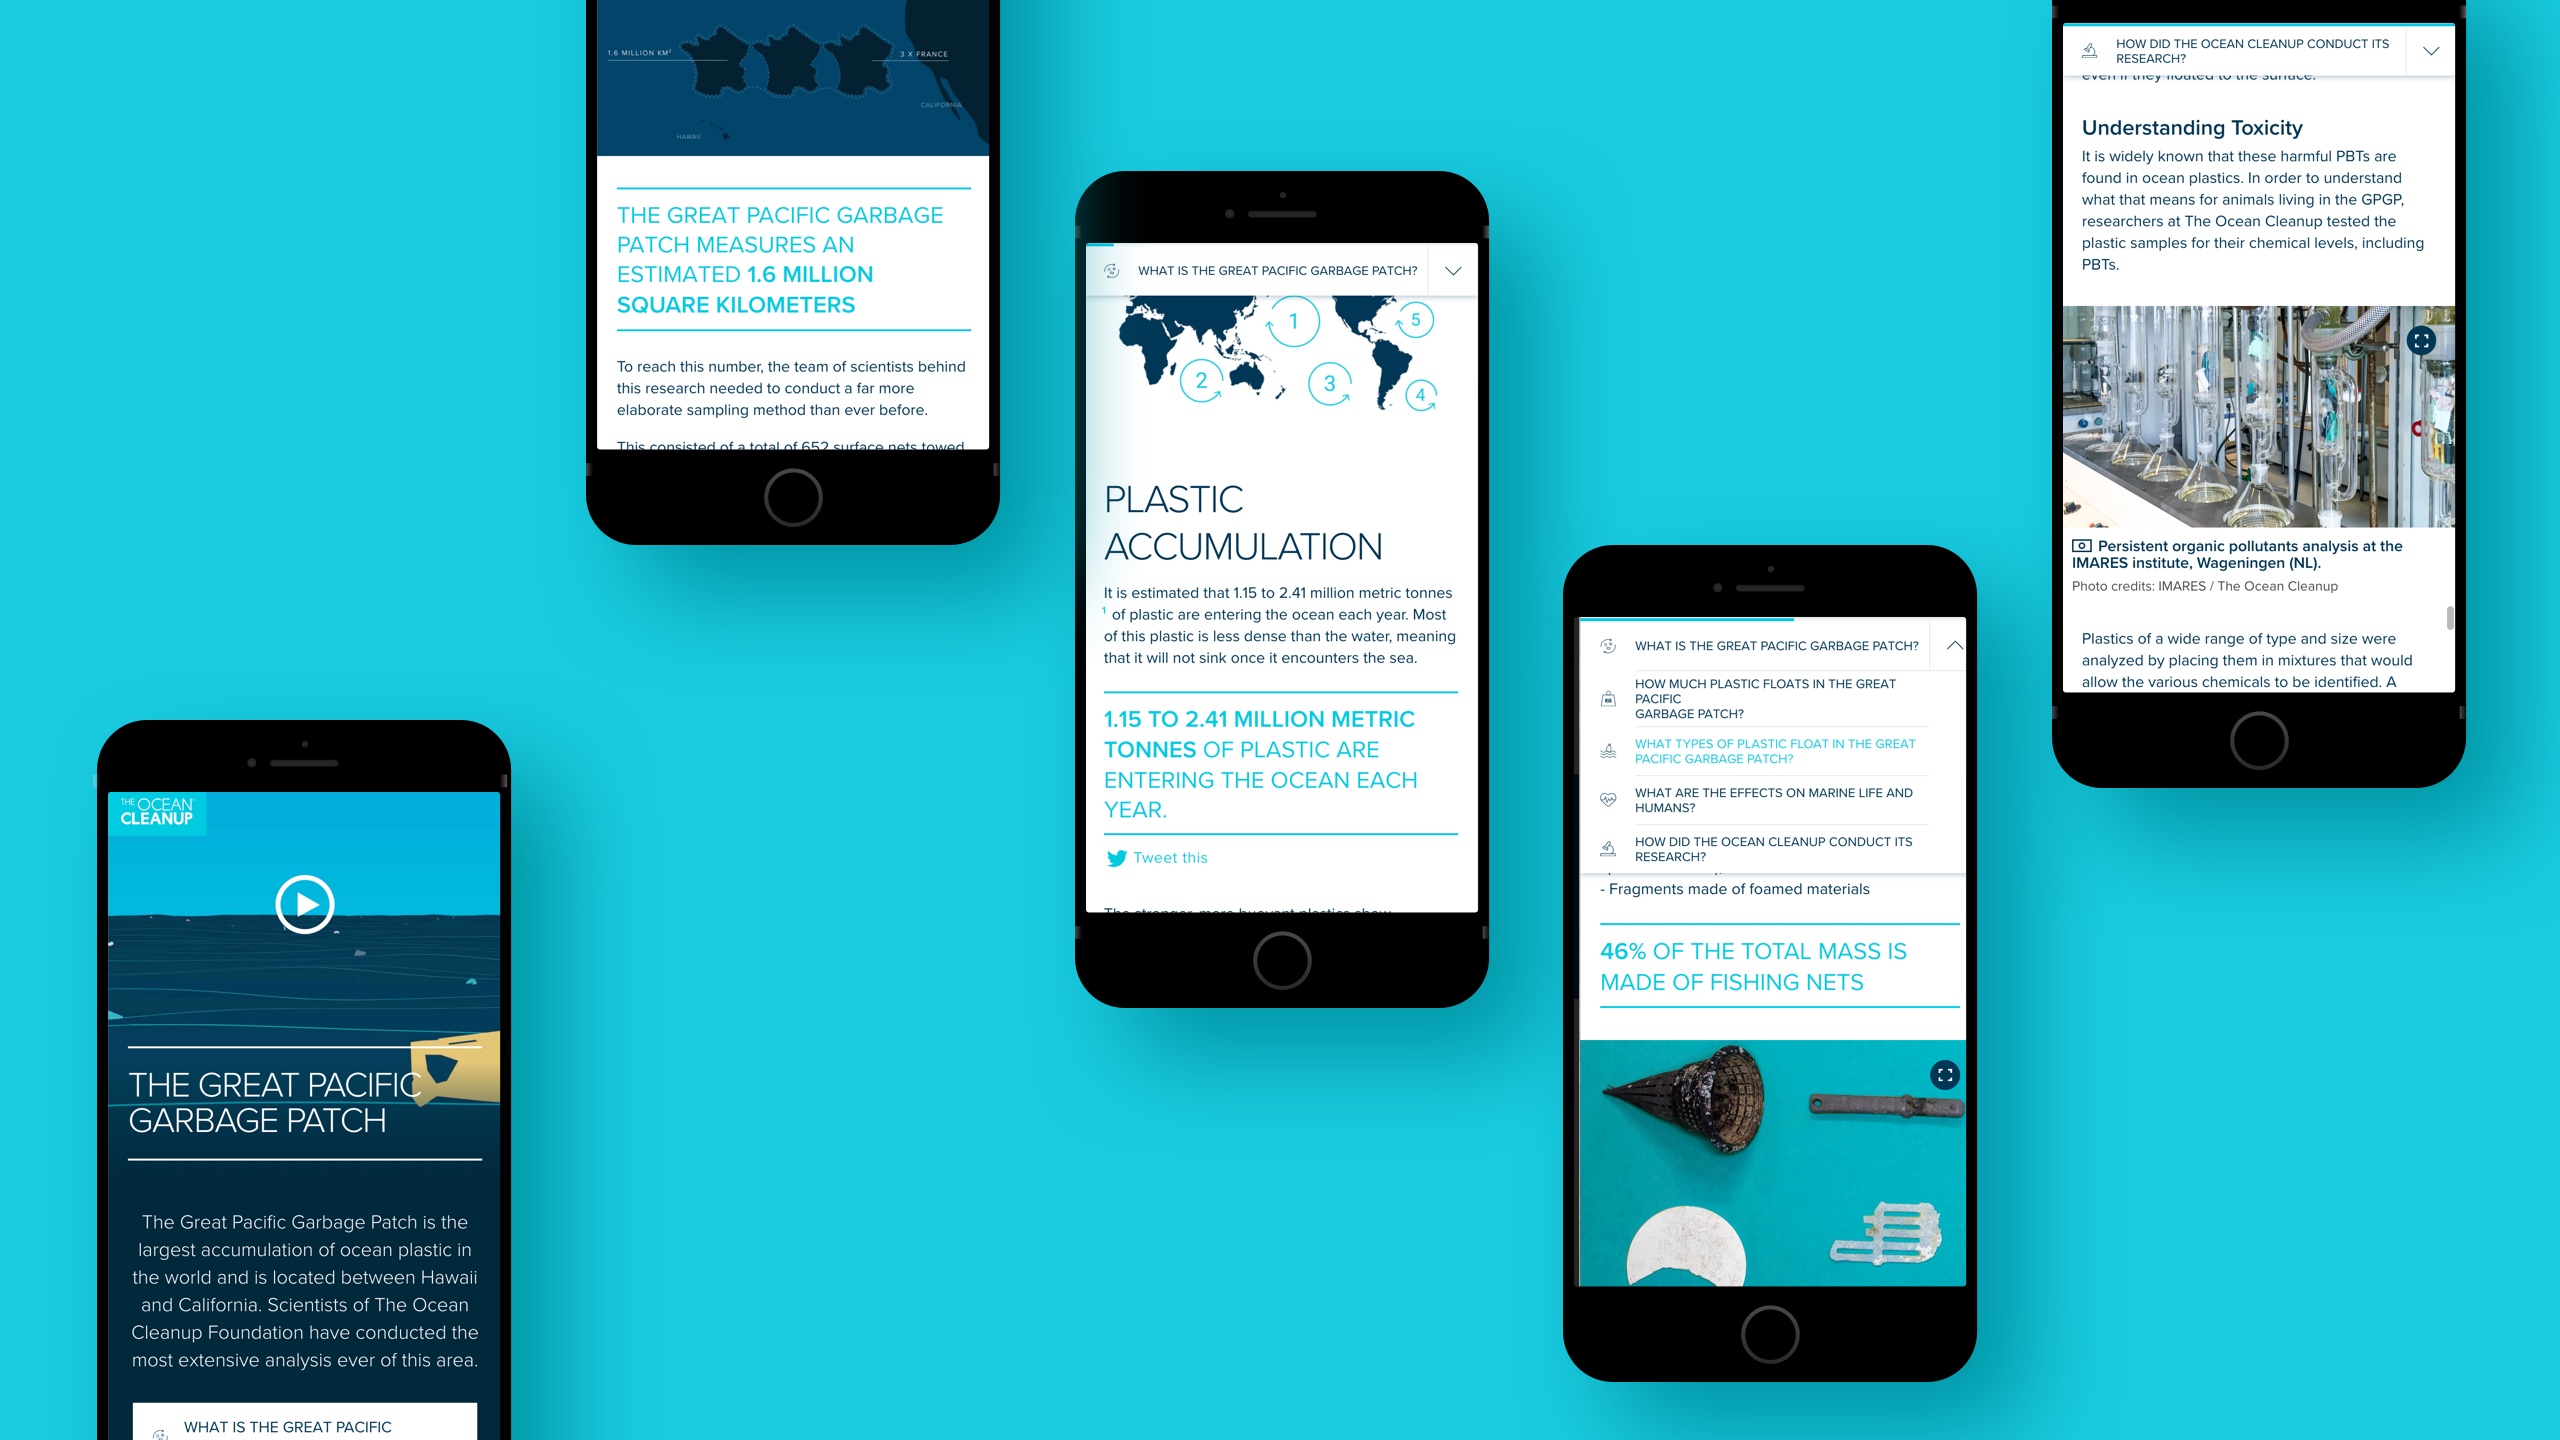 THE OCEAN
CLEANUP
THE GREAT PACIFIC
GARBAGE PATCH
The Great Pacific Garbage Patch is the
largest accumulation of ocean plastic in
the world and is located between Hawaii
and California. Scientists of The Ocean
Cleanup Foundation have conducted the
most extensive analysis ever of this area.
WHAT IS THE GREAT PACIFIC
1.6 MILLION KM²
3 X FRANCE
CALIFORNIA
HAWAII
THE GREAT PACIFIC GARBAGE
PATCH MEASURES AN
ESTIMATED 1.6 MILLION
SQUARE KILOMETERS
To reach this number, the team of scientists behind
this research needed to conduct a far more
elaborate sampling method than ever before.
This consisted of a total of 652 surface nets towed
WHAT IS THE GREAT PACIFIC GARBAGE PATCH?
1
5
2
3
4
PLASTIC
ACCUMULATION
It is estimated that 1.15 to 2.41 million metric tonnes
1 of plastic are entering the ocean each year. Most
of this plastic is less dense than the water, meaning
that it will not sink once it encounters the sea.
1.15 TO 2.41 MILLION METRIC
TONNES OF PLASTIC ARE
ENTERING THE OCEAN EACH
YEAR.
Tweet this
The stronger, more buoyant plastics show
WHAT IS THE GREAT PACIFIC GARBAGE PATCH?
KG
HOW MUCH PLASTIC FLOATS IN THE GREAT
PACIFIC
GARBAGE PATCH?
WHAT TYPES OF PLASTIC FLOAT IN THE GREAT
PACIFIC GARBAGE PATCH?
WHAT ARE THE EFFECTS ON MARINE LIFE AND
HUMANS?
HOW DID THE OCEAN CLEANUP CONDUCT ITS
RESEARCH?
- Fragments made of foamed materials
46% OF THE TOTAL MASS IS
MADE OF FISHING NETS
HOW DID THE OCEAN CLEANUP CONDUCT ITS
RESEARCH?
even if they floated to the surface.
Understanding Toxicity
It is widely known that these harmful PBTs are
found in ocean plastics. In order to understand
what that means for animals living in the GPGP,
researchers at The Ocean Cleanup tested the
plastic samples for their chemical levels, including
PBTs.
Persistent organic pollutants analysis at the
IMARES institute, Wageningen (NL).
Photo credits: IMARES / The Ocean Cleanup
Plastics of a wide range of type and size were
analyzed by placing them in mixtures that would
allow the various chemicals to be identified. A